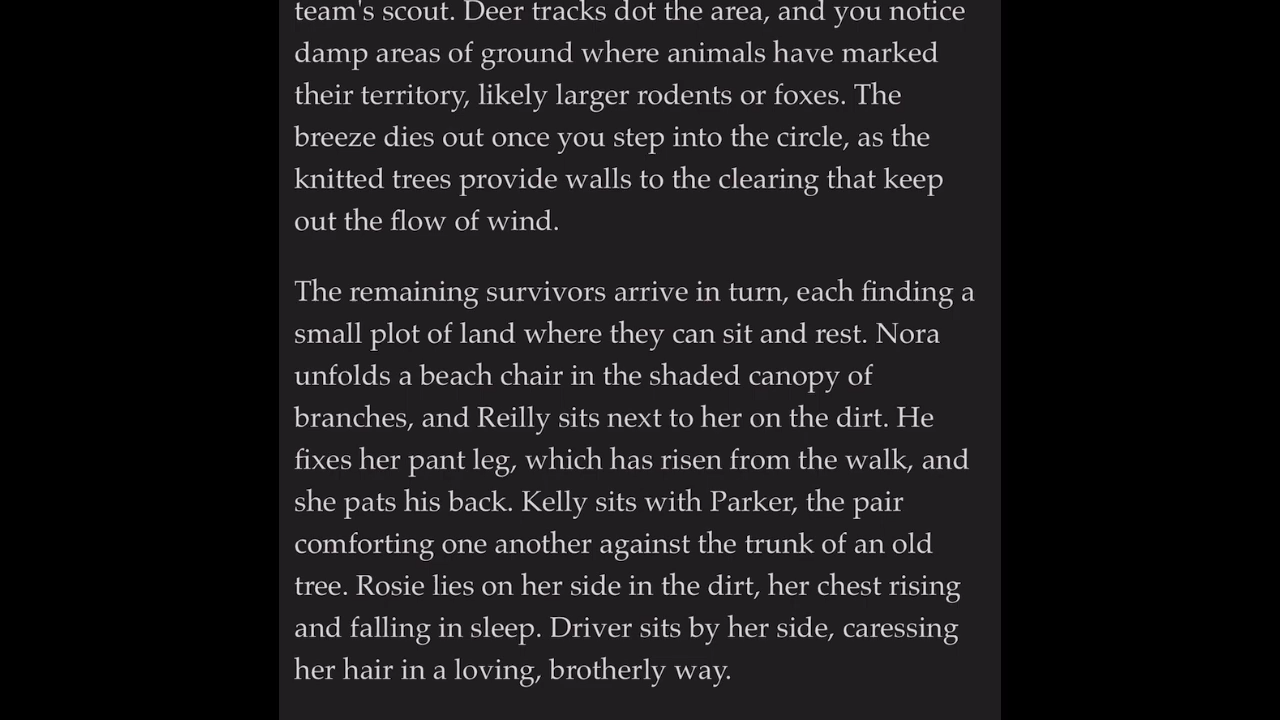 team's scout. Deer tracks dot the area, and you notice
damp areas of ground where animals have marked
their territory, likely larger rodents or foxes. The
breeze dies out once you step into the circle, as the
knitted trees provide walls to the clearing that keep
out the flow of wind.
The remaining survivors arrive in turn, each finding a
small plot of land where they can sit and rest. Nora
unfolds a beach chair in the shaded canopy of
branches, and Reilly sits next to her on the dirt. He
fixes her pant leg, which has risen from the walk, and
she pats his back. Kelly sits with Parker, the pair
comforting one another against the trunk of an old
tree. Rosie lies on her side in the dirt, her chest rising
and falling in sleep. Driver sits by her side, caressing
her hair in a loving, brotherly way.